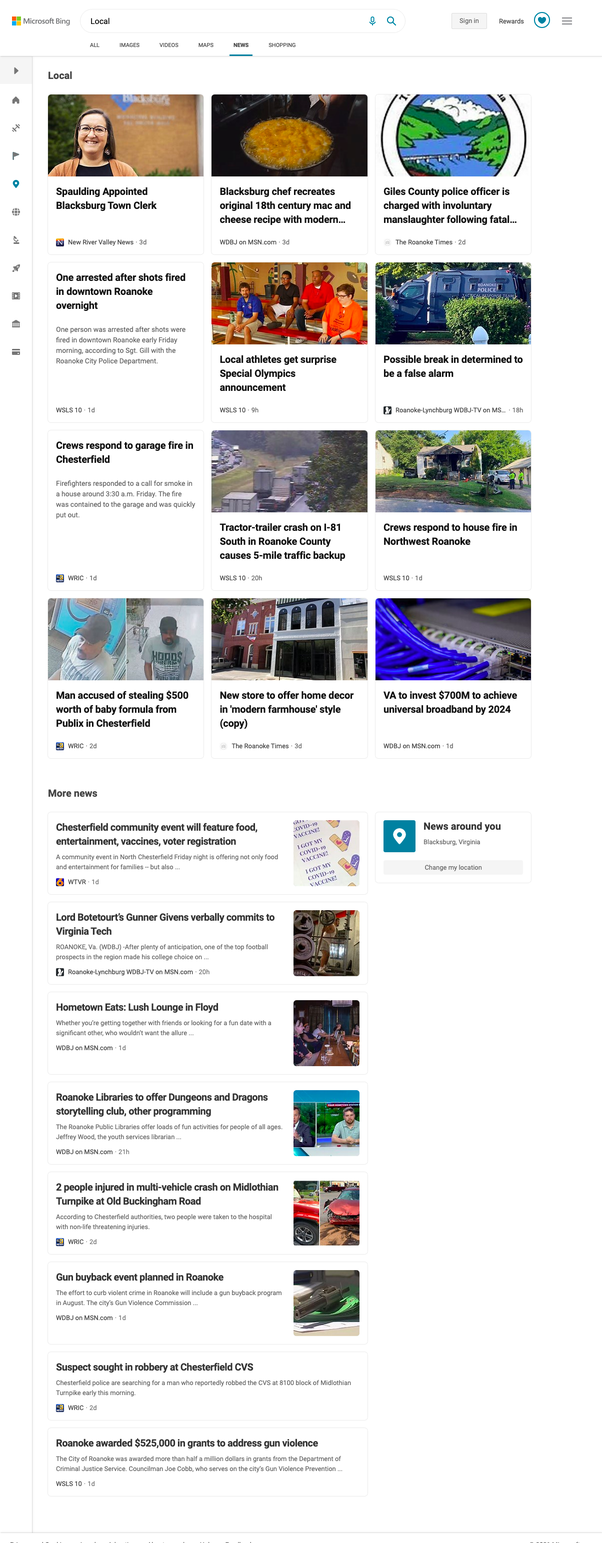 Microsoft Bing
Local
Sign in
Rewards
ALL
IMAGES
VIDEOS
MAPS
NEWS
SHOPPING
Local
Blacksburg
Spaulding Appointed
Blacksburg Town Clerk
New River Valley News · 3d
Blacksburg chef recreates
original 18th century mac and
cheese recipe with modern...
WDBJ on MSN.com · 3d
Giles County police officer is
charged with involuntary
manslaughter following fatal...
The Roanoke Times · 2d
One arrested after shots fired
in downtown Roanoke
overnight
One person was arrested after shots were
fired in downtown Roanoke early Friday
morning, according to Sgt. Gill with the
Roanoke City Police Department.
WSLS 10 · 1d
Local athletes get surprise
Special Olympics
announcement
WSLS 10 · 9h
ROANOKE
POLICE
Possible break in determined to
be a false alarm
Roanoke-Lynchburg WDBJ-TV on MS... · 18h
Crews respond to garage fire in
Chesterfield
Firefighters responded to a call for smoke in
a house around 3:30 a.m. Friday. The fire
was contained to the garage and was quickly
put out.
WRIC · 1d
Tractor-trailer crash on I-81
South in Roanoke County
causes 5-mile traffic backup
WSLS 10 · 20h
Crews respond to house fire in
Northwest Roanoke
WSLS 10 · 1d
Man accused of stealing $500
worth of baby formula from
Publix in Chesterfield
WRIC · 2d
New store to offer home decor
in 'modern farmhouse' style
(copy)
The Roanoke Times · 3d
VA to invest $700M to achieve
universal broadband by 2024
WDBJ on MSN.com · 1d
More news
Chesterfield community event will feature food,
entertainment, vaccines, voter registration
A community event in North Chesterfield Friday night is offering not only food
and entertainment for families – but also ...
WTVR · 1d
I GOT MY
COVID-19
VACCINE!
I GOT MY
COVID-19
VACCINE!
News around you
Blacksburg, Virginia
Change my location
Lord Botetourt's Gunner Givens verbally commits to
Virginia Tech
ROANOKE, Va. (WDBJ) -After plenty of anticipation, one of the top football
prospects in the region made his college choice on ...
Roanoke-Lynchburg WDBJ-TV on MSN.com · 20h
Hometown Eats: Lush Lounge in Floyd
Whether you're getting together with friends or looking for a fun date with a
significant other, who wouldn't want the allure ...
WDBJ on MSN.com · 1d
Roanoke Libraries to offer Dungeons and Dragons
storytelling club, other programming
The Roanoke Public Libraries offer loads of fun activities for people of all ages.
Jeffrey Wood, the youth services librarian ...
WDBJ on MSN.com · 21h
2 people injured in multi-vehicle crash on Midlothian
Turnpike at Old Buckingham Road
According to Chesterfield authorities, two people were taken to the hospital
with non-life threatening injuries.
WRIC · 2d
Gun buyback event planned in Roanoke
The effort to curb violent crime in Roanoke will include a gun buyback program
in August. The city's Gun Violence Commission ...
WDBJ on MSN.com · 1d
Suspect sought in robbery at Chesterfield CVS
Chesterfield police are searching for a man who reportedly robbed the CVS at 8100 block of Midlothian
Turnpike early this morning.
WRIC · 2d
Roanoke awarded $525,000 in grants to address gun violence
The City of Roanoke was awarded more than half a million dollars in grants from the Department of
Criminal Justice Service. Councilman Joe Cobb, who serves on the city's Gun Violence Prevention ...
WSLS 10 · 1d